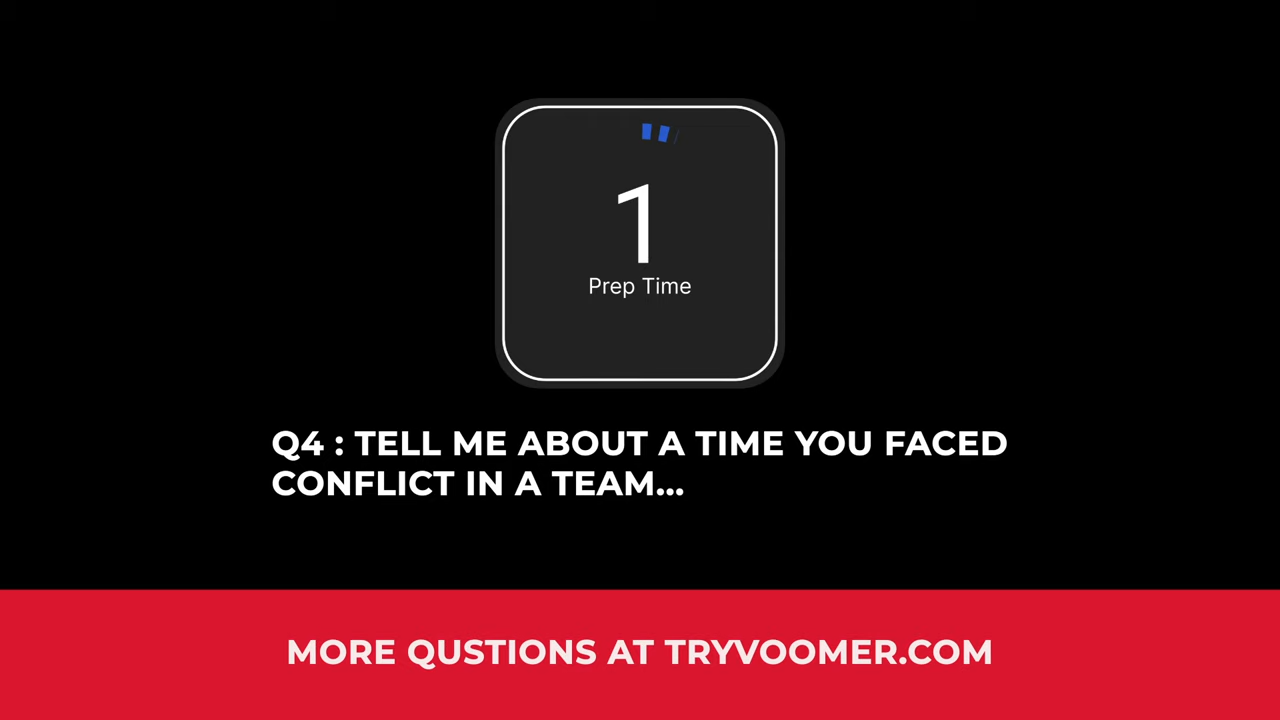 1
Prep Time
Q4 : TELL ME ABOUT A TIME YOU FACED
CONFLICT IN A TEAM...
MORE QUSTIONS AT TRYVOOMER.COM